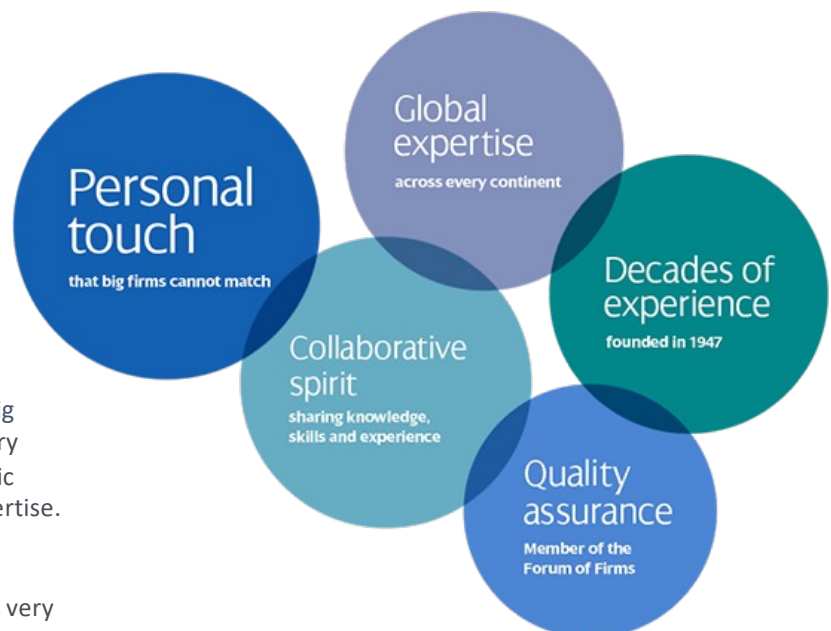 Global
expertise
across every continent
Personal
touch
that big firms cannot match
Decades of
experience
founded in 1947
Collaborative
spirit
sharing knowledge,
skills and experience
Quality
assurance
Member of the
Forum of Firms
very